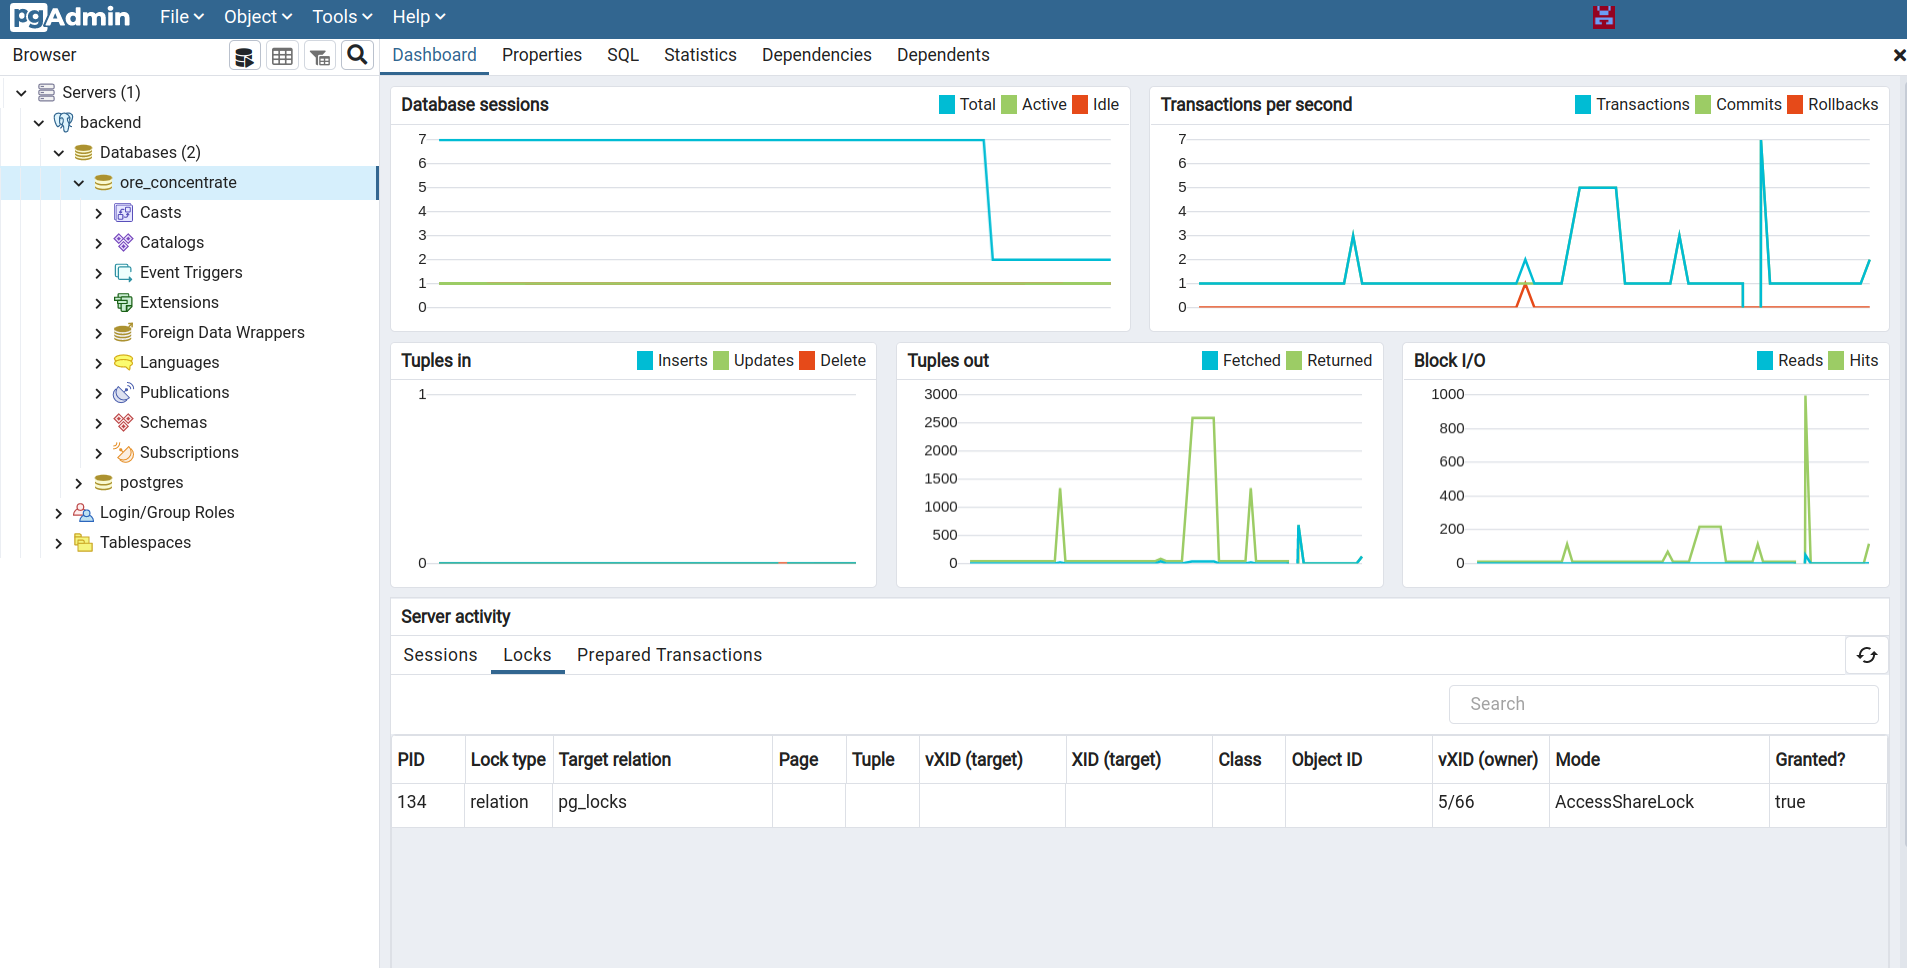 pgAdmin File Object Tools Help
Browser
Dashboard Properties SQL Statistics Dependencies Dependents
Servers (1)
backend
Databases (2)
ore_concentrate
Casts
Catalogs
Event Triggers
Extensions
Foreign Data Wrappers
Languages
Publications
Schemas
Subscriptions
postgres
Login/Group Roles
Tablespaces
Database sessions
Total Active Idle
7
6
5
4
3
2
1
0
Transactions per second
Transactions Commits Rollbacks
7
6
5
4
3
2
1
0
Tuples in
Inserts Updates Delete
1
0
Tuples out
Fetched Returned
3000
2500
2000
1500
1000
500
0
Block I/O
Reads Hits
1000
800
600
400
200
0
Server activity
Sessions Locks Prepared Transactions
Search
PID Lock type Target relation Page Tuple vXID (target) XID (target) Class Object ID vXID (owner) Mode Granted?
134 relation pg_locks 5/66 AccessShareLock true